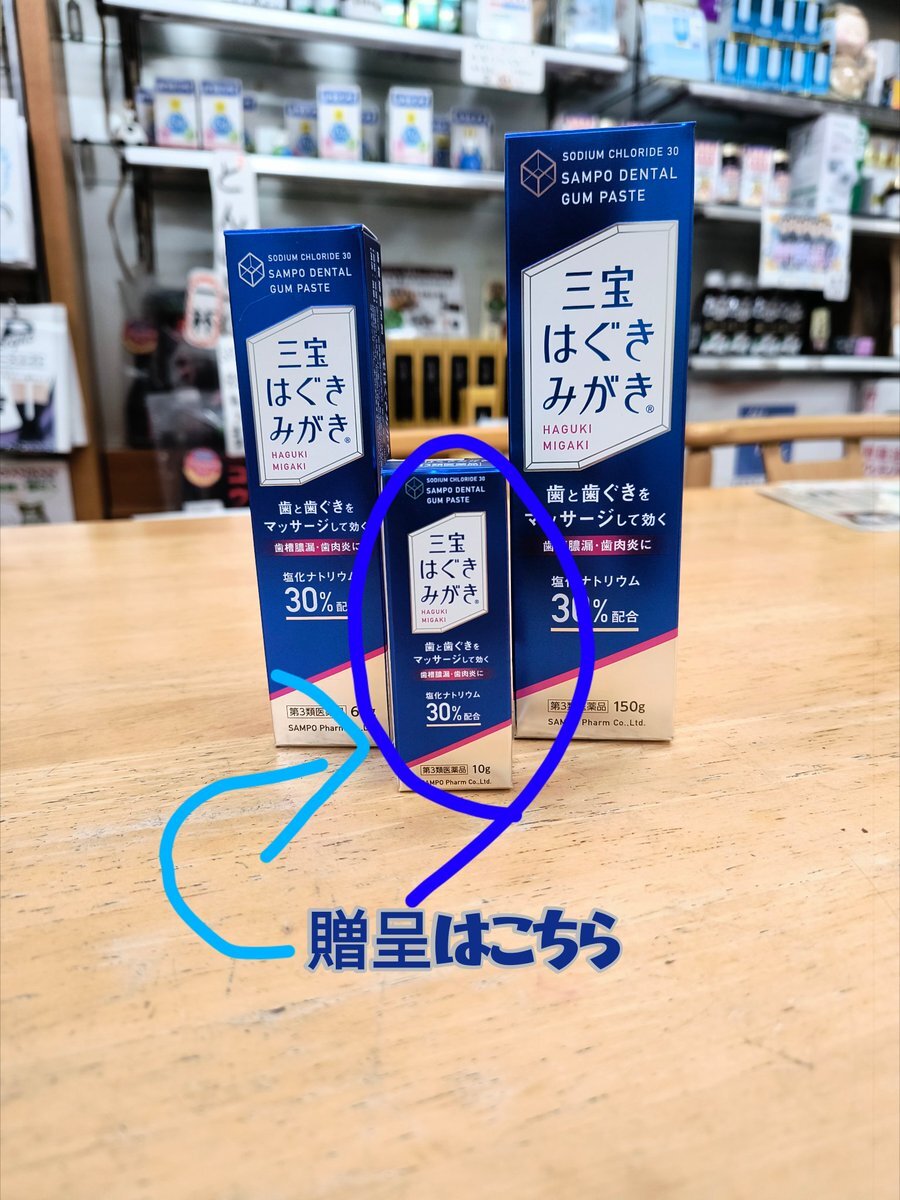 SODIUM CHLORIDE 30
SAMPO DENTAL
GUM PASTE
三宝
はぐき
みがき®
HAGUKI
MIGAKI
歯と歯ぐきを
マッサージして効く
歯槽膿漏・歯肉炎に
塩化ナトリウム
30%配
第3類医薬品
SAMPO Pharm Co.,L
SODIUM CHLORIDE 30
SAMPO DENTAL
GUM PASTE
三宝
はぐき
みがき®
HAGUKI
MIGAKI
歯と歯ぐきを
マッサージして効く
歯槽膿漏・歯肉炎に
塩化ナトリウム
30%配合
第3類医薬品 10g
SAMPO Pharm Co.,Ltd.
SODIUM CHLORIDE 30
SAMPO DENTAL
GUM PASTE
三宝
はぐき
みがき®
HAGUKI
MIGAKI
歯と歯ぐきを
マッサージして効く
歯槽膿漏・歯肉炎に
塩化ナトリウム
30%配合
第3類医薬品 150g
SAMPO Pharm Co.,Ltd.
贈呈はこちら